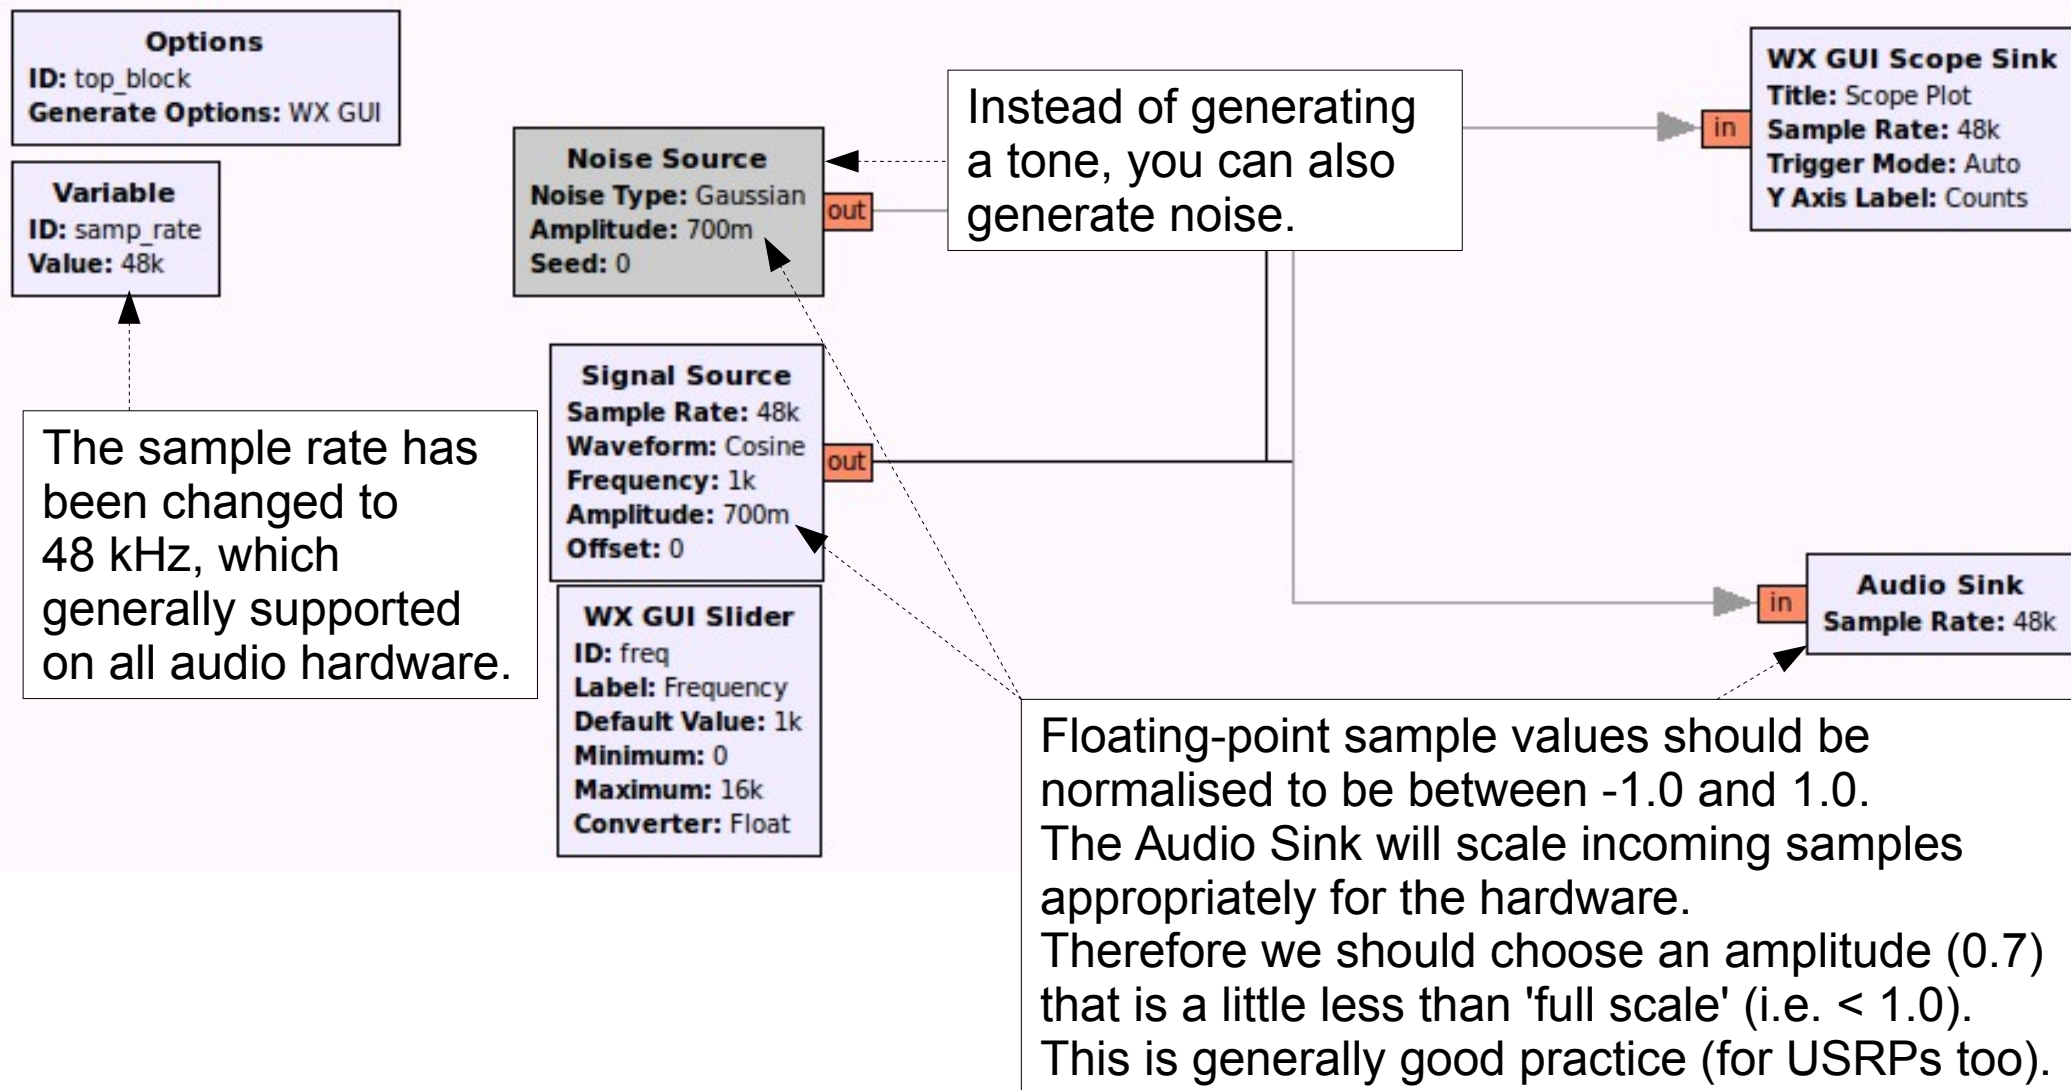 Options
ID: top_block
Generate Options: WX GUI
Variable
ID: samp_rate
Value: 48k
The sample rate has
been changed to
48 kHz, which
generally supported
on all audio hardware.
Noise Source
Noise Type: Gaussian
Amplitude: 700m
Seed: 0
out
Instead of generating
a tone, you can also
generate noise.
in
WX GUI Scope Sink
Title: Scope Plot
Sample Rate: 48k
Trigger Mode: Auto
Y Axis Label: Counts
Signal Source
Sample Rate: 48k
Waveform: Cosine
Frequency: 1k
Amplitude: 700m
Offset: 0
out
WX GUI Slider
ID: freq
Label: Frequency
Default Value: 1k
Minimum: 0
Maximum: 16k
Converter: Float
in
Audio Sink
Sample Rate: 48k
Floating-point sample values should be
normalised to be between -1.0 and 1.0.
The Audio Sink will scale incoming samples
appropriately for the hardware.
Therefore we should choose an amplitude (0.7)
that is a little less than 'full scale' (i.e. < 1.0).
This is generally good practice (for USRPs too).